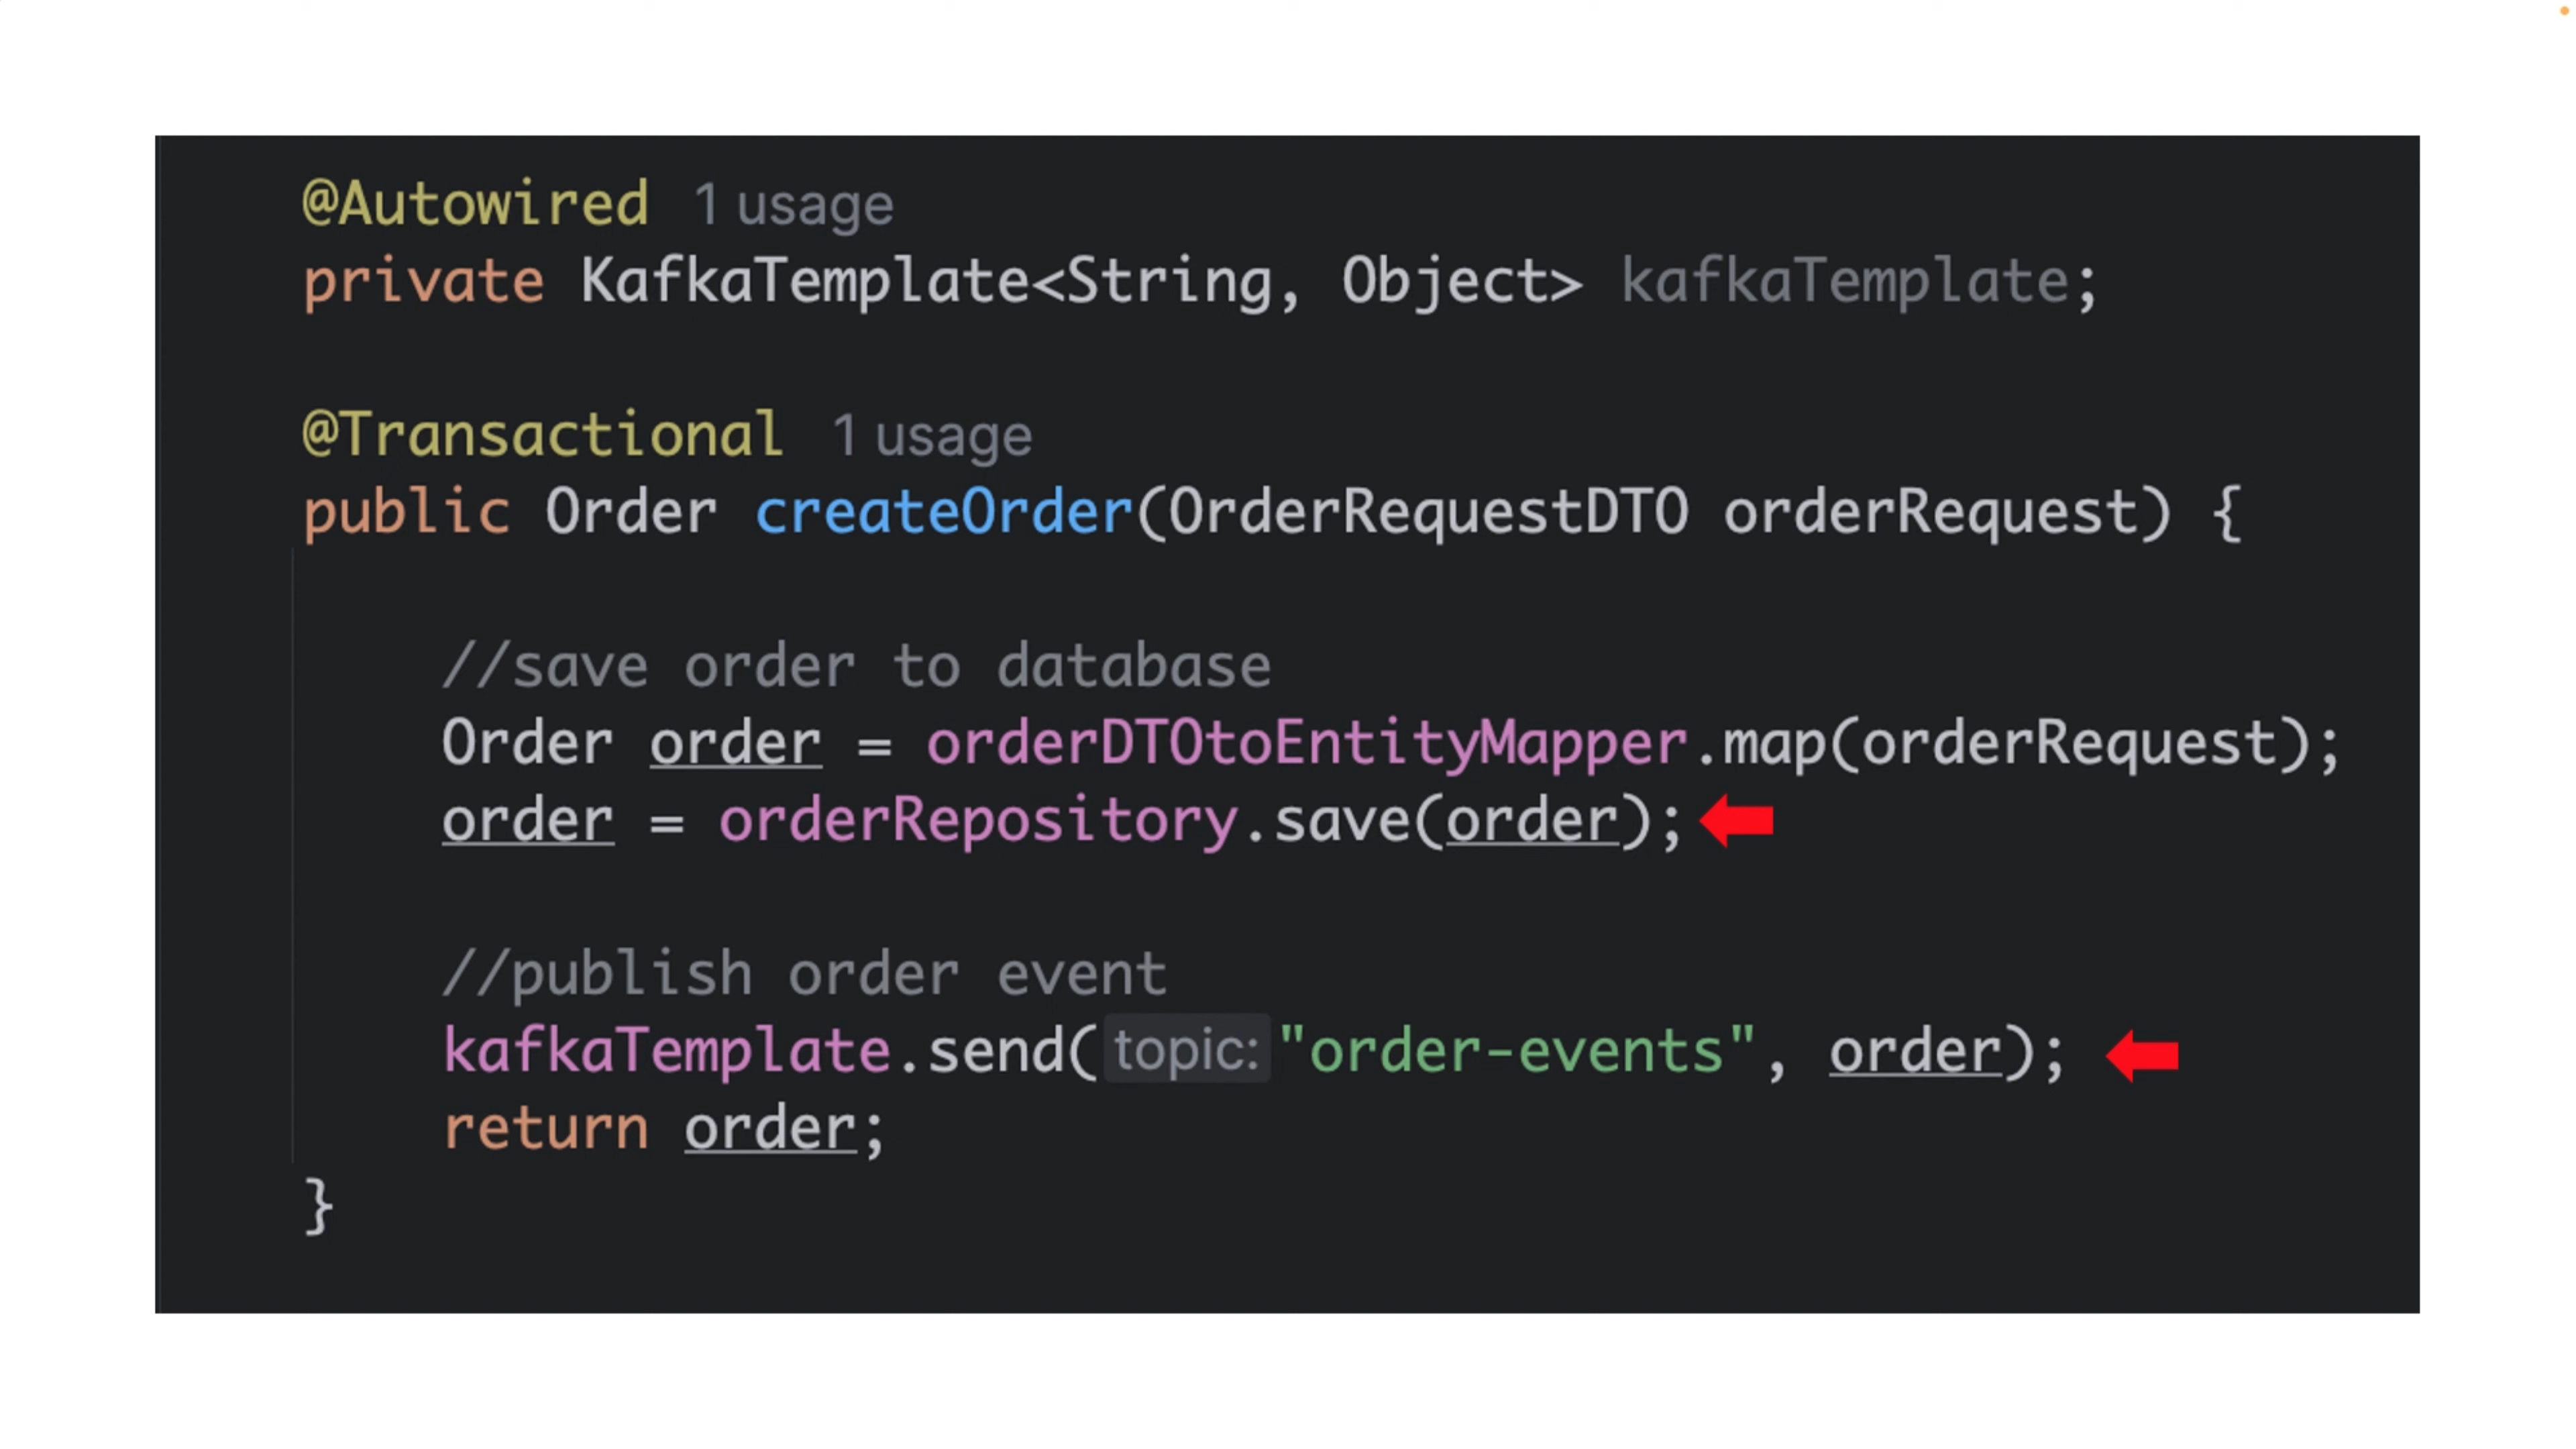 @Autowired 1 usage
private KafkaTemplate<String, Object> kafkaTemplate;
@Transactional 1 usage
public Order createOrder(OrderRequestDTO orderRequest) {
//save order to database
Order order = orderDTOtoEntityMapper.map(orderRequest);
order = orderRepository.save(order);
//publish order event
kafkaTemplate.send( topic: "order-events", order);
return order;
}